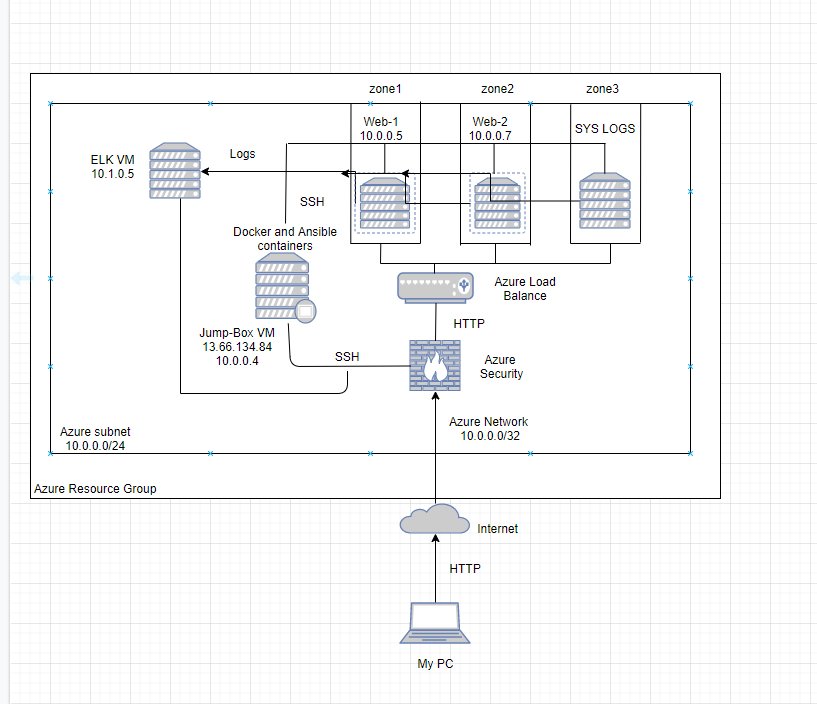 zone1
zone2
zone3
Web-1
10.0.0.5
Web-2
10.0.0.7
SYS LOGS
ELK VM
10.1.0.5
Logs
SSH
Docker and Ansible
containers
Azure Load
Balance
Jump-Box VM
13.66.134.84
10.0.0.4
HTTP
SSH
Azure
Security
Azure Network
10.0.0.0/32
Azure subnet
10.0.0.0/24
Azure Resource Group
Internet
HTTP
My PC